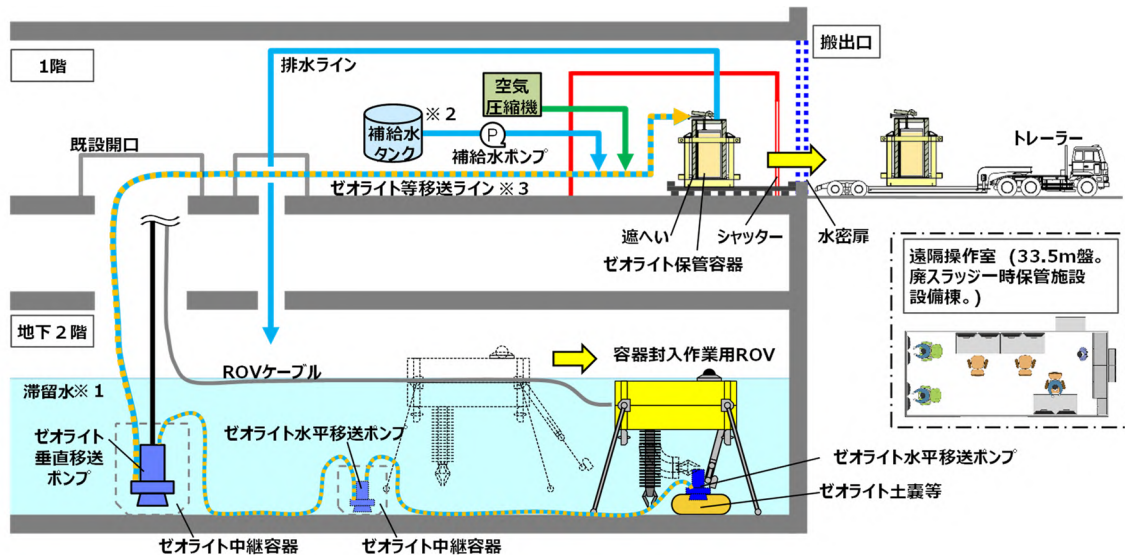 1階
排水ライン
空気
圧縮機
搬出口
※2
補給水
タンク
P
補給水ポンプ
トレーラー
既設開口
ゼオライト等移送ライン※3
遮へい
シャッター
水密扉
ゼオライト保管容器
遠隔操作室 (33.5m盤。
廃スラッジ一時保管施設
設備棟。)
地下2階
容器封入作業用ROV
ROVケーブル
滞留水※1
ゼオライト
垂直移送
ポンプ
ゼオライト水平移送ポンプ
ゼオライト水平移送ポンプ
ゼオライト土嚢等
ゼオライト中継容器
ゼオライト中継容器